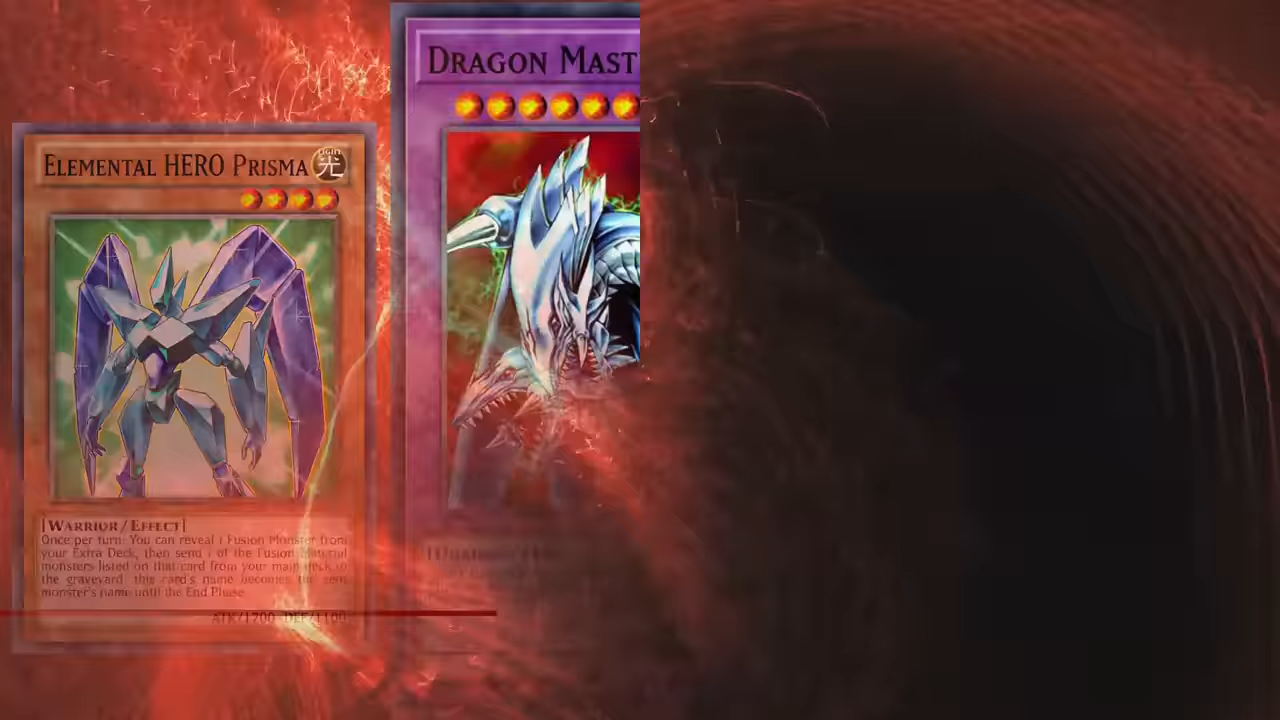 ELEMENTAL HERO PRISMA
LIGHT
光
[WARRIOR/EFFECT]
Once per turn: You can reveal 1 Fusion Monster from
your Extra Deck, then send 1 of the Fusion Material
monsters listed on that card from your main deck to
the graveyard; this card's name becomes the sent
monster's name until the End Phase.
ATK/1700 DEF/1100
DRAGON MAST